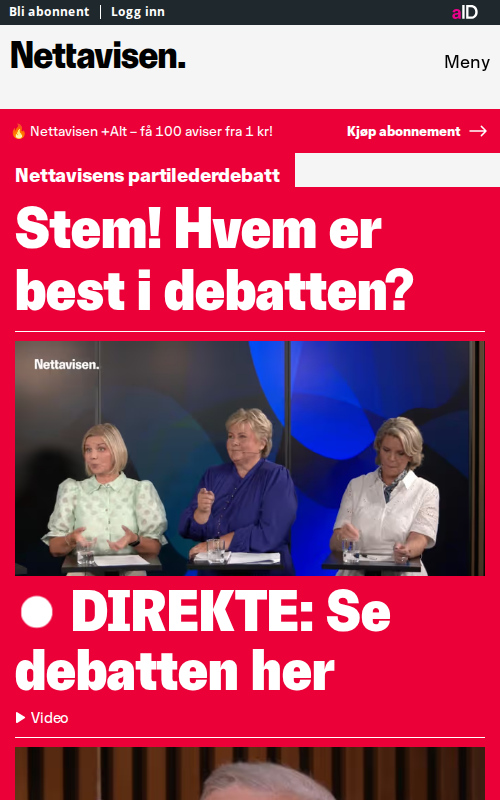 Bli abonnent | Logg inn
aID
Nettavisen.
Meny
🔥 Nettavisen +Alt – få 100 aviser fra 1 kr!
Kjøp abonnement →
Nettavisens partilederdebatt
Stem! Hvem er
best i debatten?
Nettavisen.
DIREKTE: Se
debatten her
Video